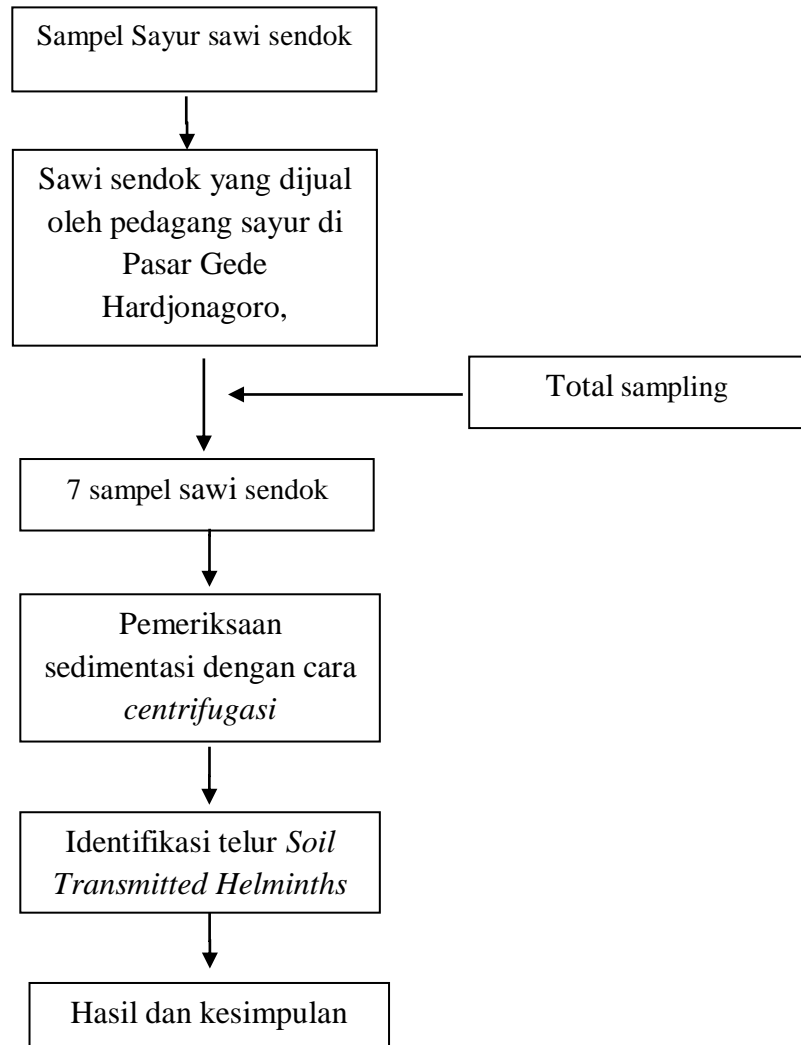 Sampel Sayur sawi sendok
Sawi sendok yang dijual
oleh pedagang sayur di
Pasar Gede
Hardjonagoro,
Total sampling
7 sampel sawi sendok
Pemeriksaan
sedimentasi dengan cara
centrifugasi
Identifikasi telur Soil
Transmitted Helminths
Hasil dan kesimpulan